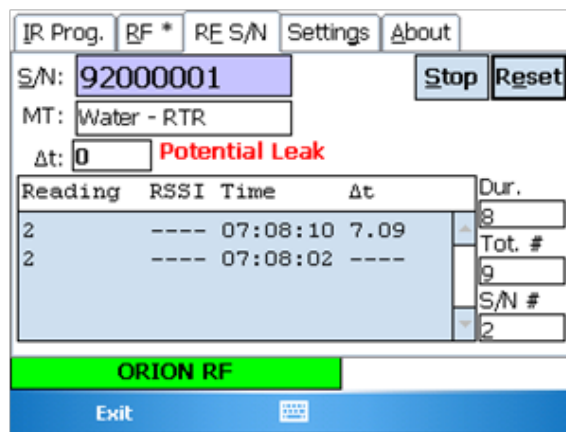 IR Prog. RF * RF S/N Settings About
S/N: 92000001 Stop Reset
MT: Water - RTR
Δt: 0 Potential Leak
Reading RSSI Time Δt Dur.
2 ---- 07:08:10 7.09 8
Tot. #
2 ---- 07:08:02 ---- 9
S/N #
2
ORION RF
Exit